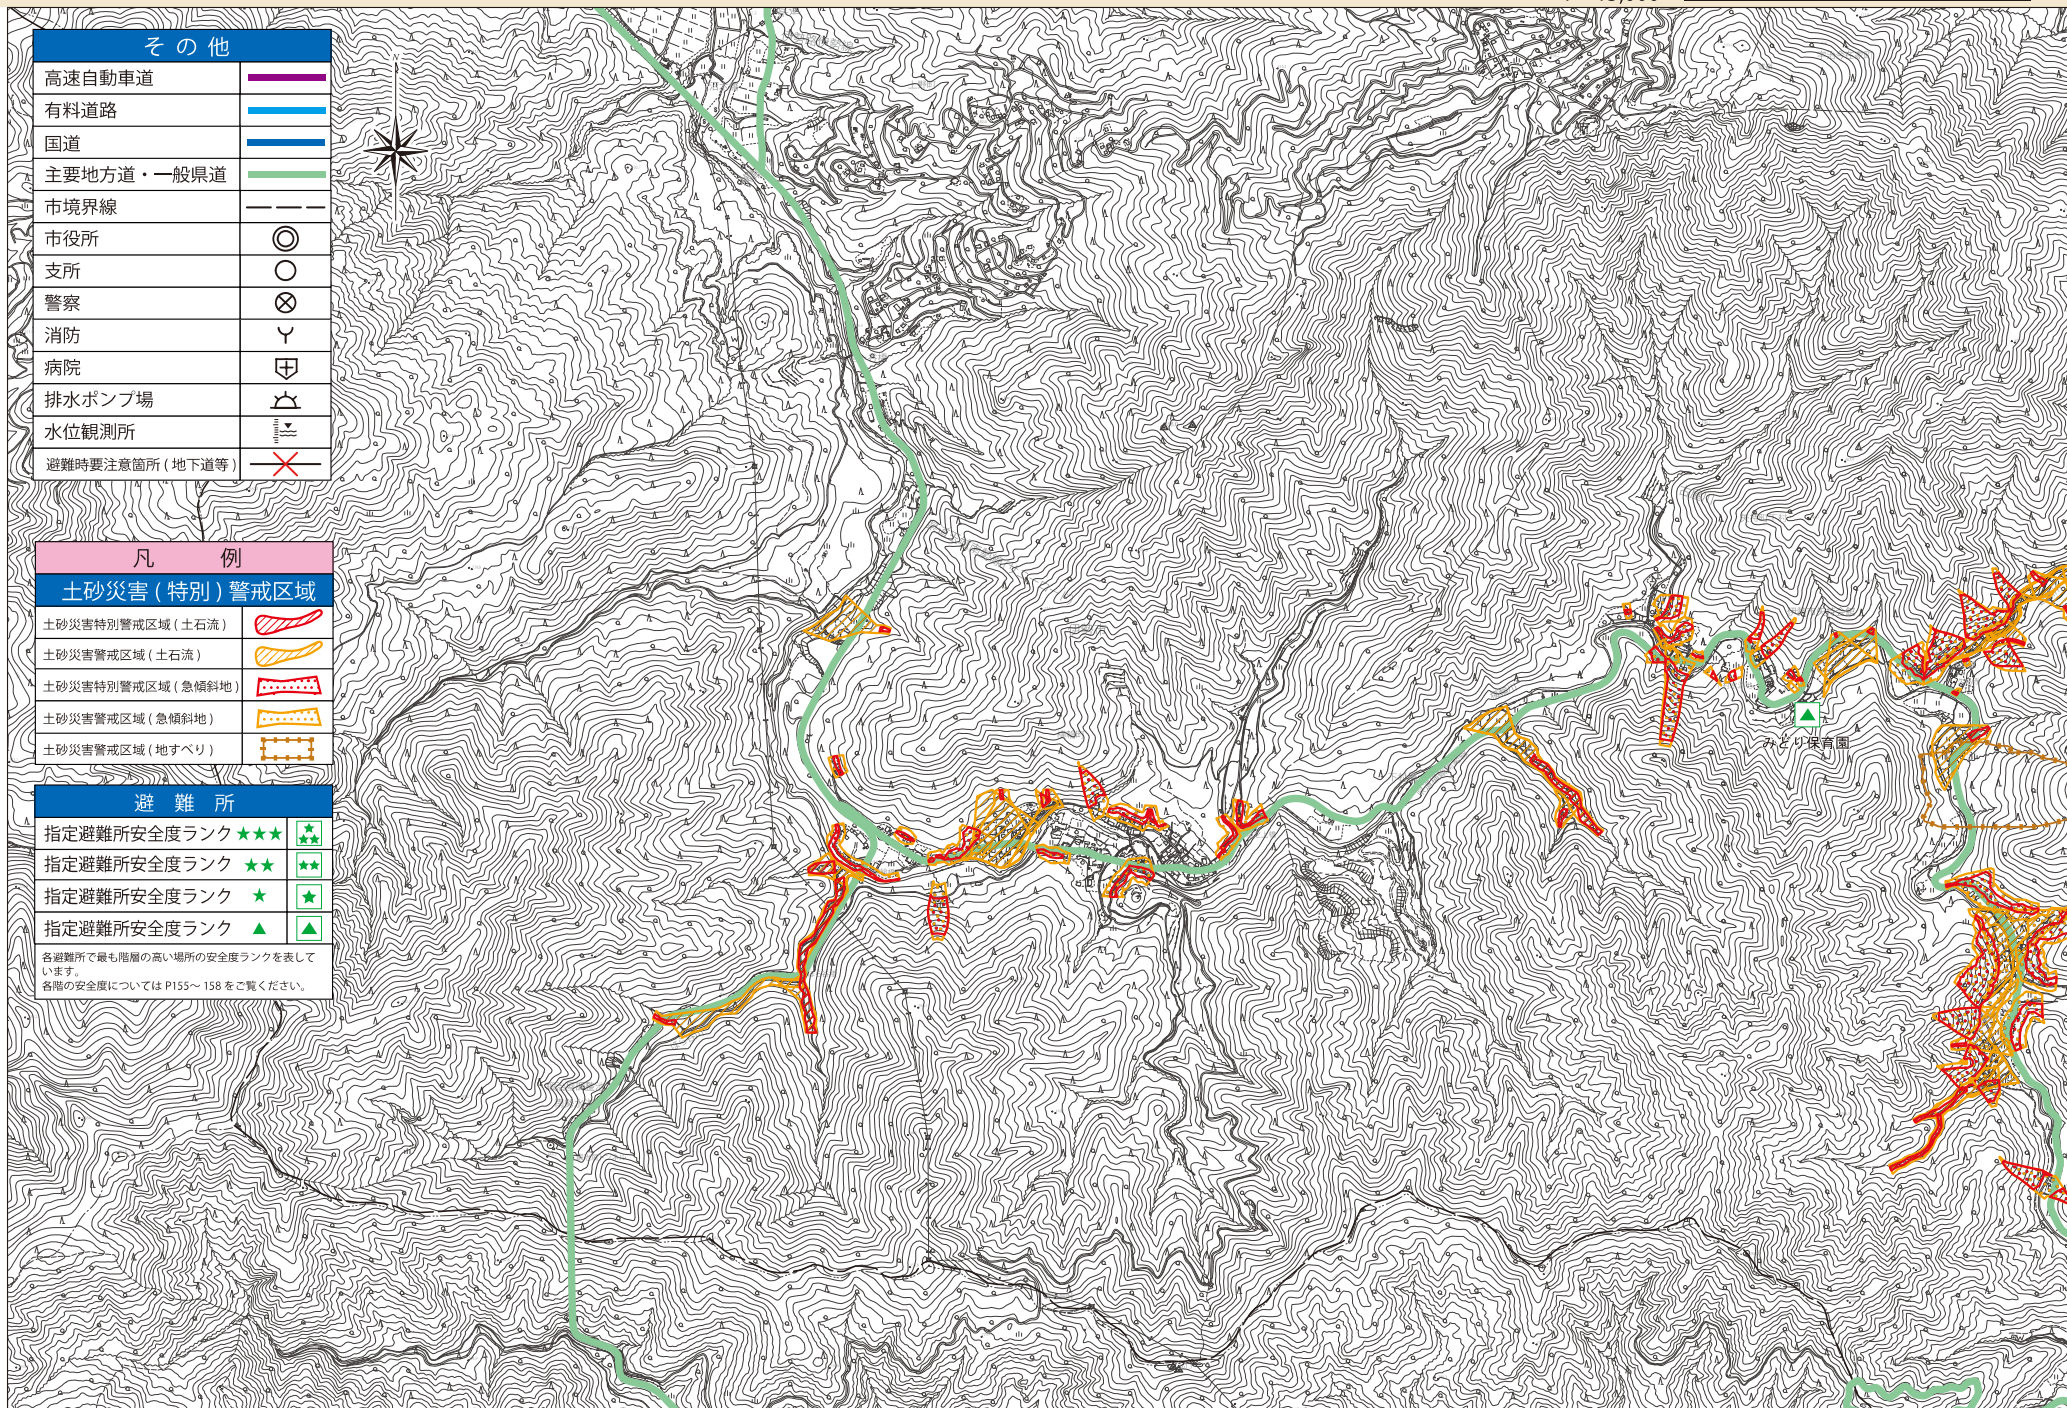 その他
高速自動車道
有料道路
国道
主要地方道・一般県道
市境界線
市役所
支所
警察
消防
病院
排水ポンプ場
水位観測所
避難時要注意箇所(地下道等)
凡例
土砂災害(特別)警戒区域
土砂災害特別警戒区域(土石流)
土砂災害警戒区域(土石流)
土砂災害特別警戒区域(急傾斜地)
土砂災害警戒区域(急傾斜地)
土砂災害警戒区域(地すべり)
避難所
指定避難所安全度ランク ★★★
指定避難所安全度ランク ★★
指定避難所安全度ランク ★
指定避難所安全度ランク ▲
各避難所で最も階層の高い場所の安全度ランクを表して
います。
各階の安全度については P155〜158 をご覧ください。
みどり保育園